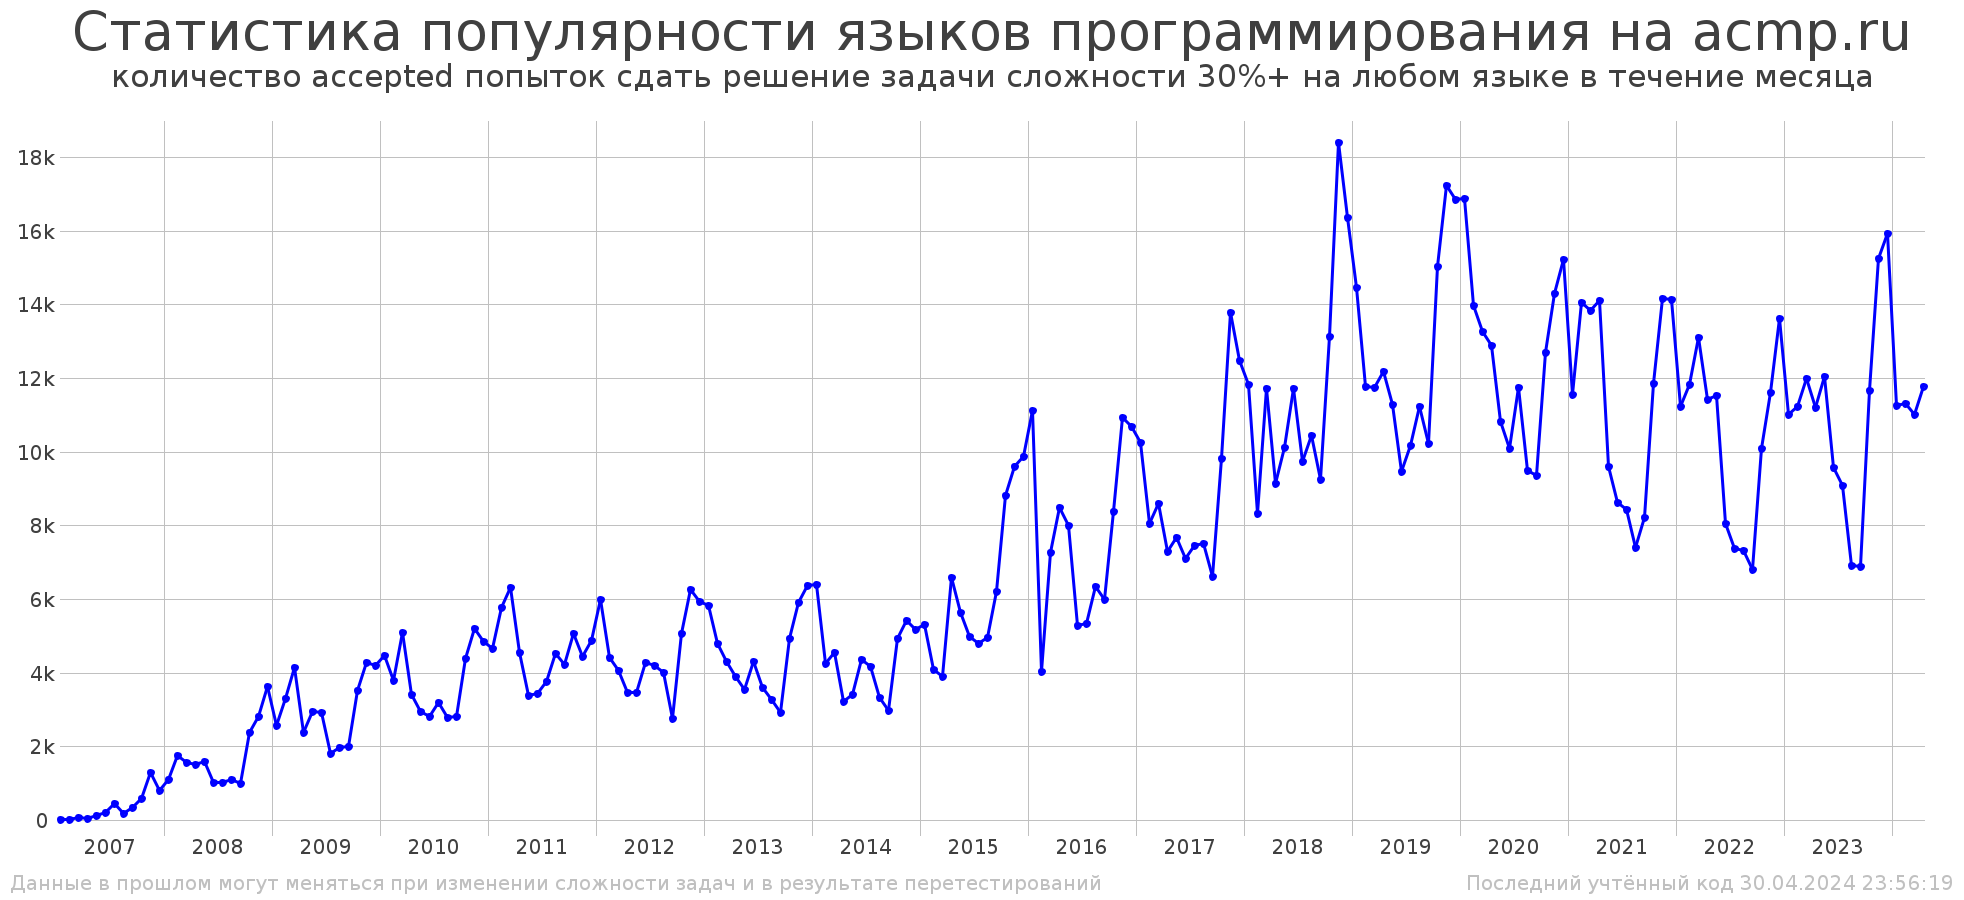 Статистика популярности языков программирования на acmp.ru
количество accepted попыток сдать решение задачи сложности 30%+ на любом языке в течение месяца
18k
16k
14k
12k
10k
8k
6k
4k
2k
0
2007 2008 2009 2010 2011 2012 2013 2014 2015 2016 2017 2018 2019 2020 2021 2022 2023
Данные в прошлом могут меняться при изменении сложности задач и в результате перетестирований
Последний учтённый код 30.04.2024 23:56:19